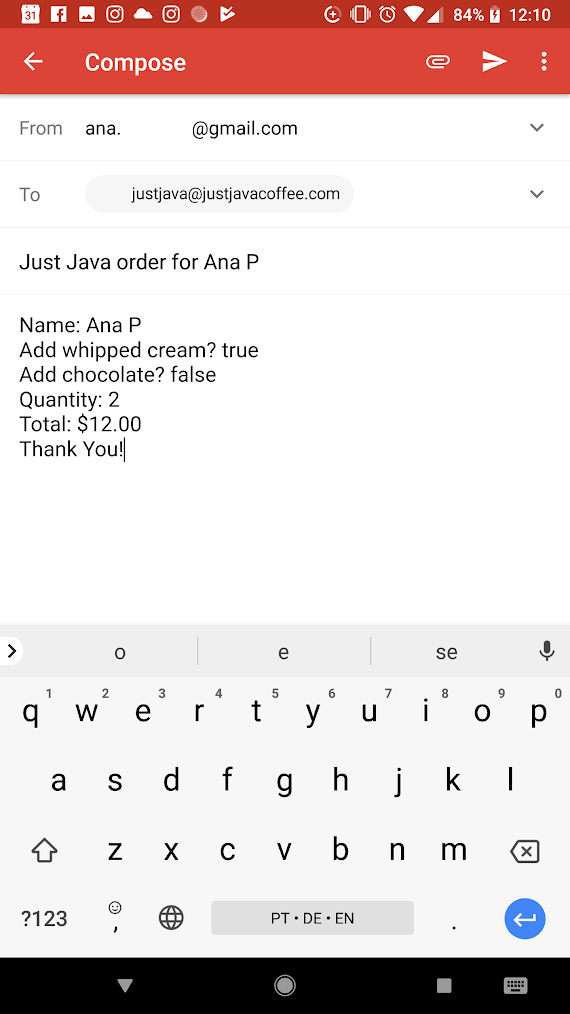 31
84%
12:10
Compose
From ana. @gmail.com
To justjava@justjavacoffee.com
Just Java order for Ana P
Name: Ana P
Add whipped cream? true
Add chocolate? false
Quantity: 2
Total: $12.00
Thank You!
o e se
1 2 3 4 5 6 7 8 9 0
q w e r t y u i o p
a s d f g h j k l
z x c v b n m
?123 , PT • DE • EN .